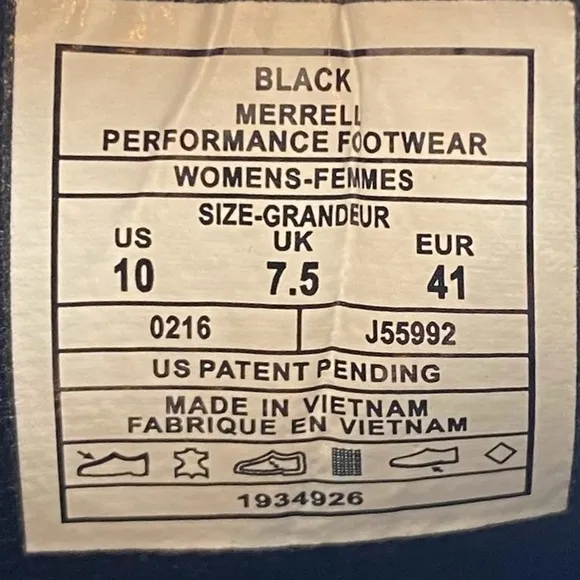 BLACK
MERRELL
PERFORMANCE FOOTWEAR
WOMENS-FEMMES
SIZE-GRANDEUR
US UK EUR
10 7.5 41
0216 J55992
US PATENT PENDING
MADE IN VIETNAM
FABRIQUE EN VIETNAM
1934926